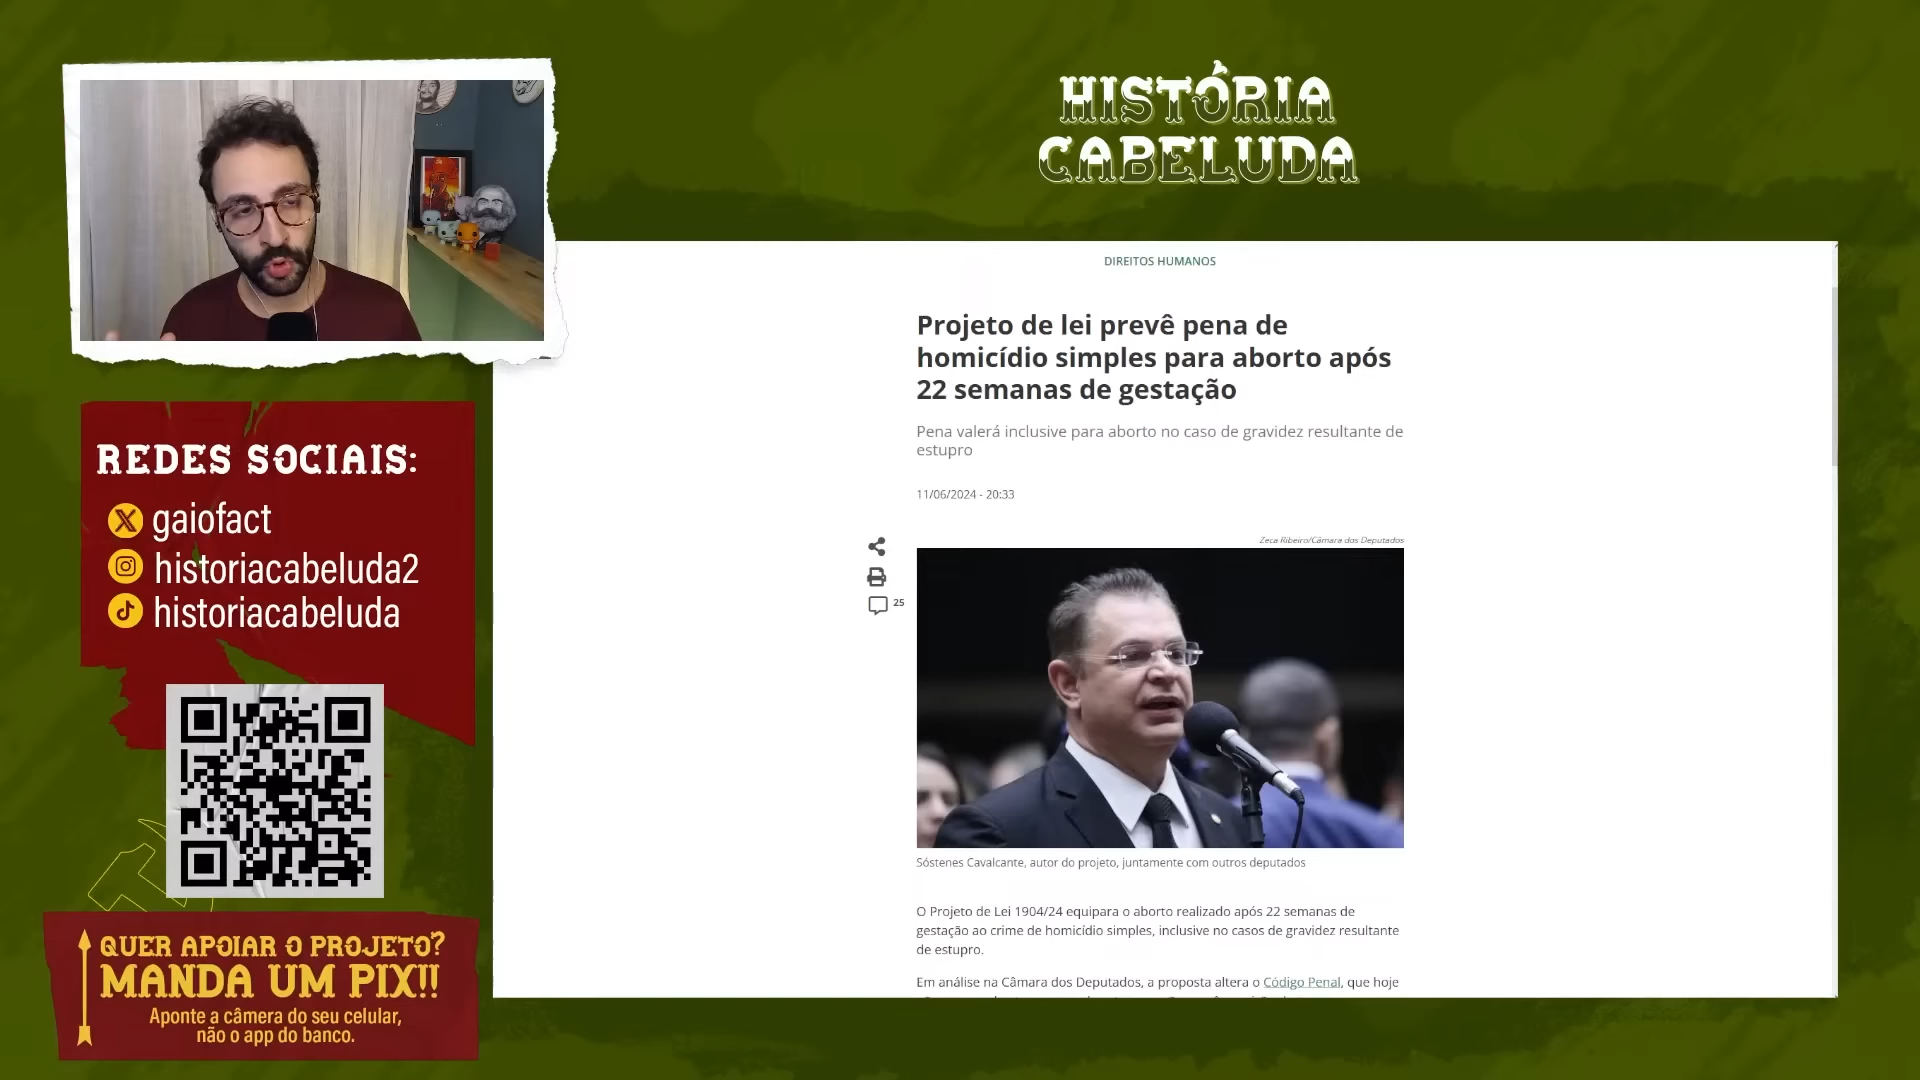 HISTÓRIA
CABELUDA
REDES SOCIAIS:
gaiofact
historiacabeluda2
historiacabeluda
QUER APOIAR O PROJETO?
MANDA UM PIX!!
Aponte a câmera do seu celular,
não o app do banco.
DIREITOS HUMANOS
Projeto de lei prevê pena de
homicídio simples para aborto após
22 semanas de gestação
Pena valerá inclusive para aborto no caso de gravidez resultante de
estupro
11/06/2024 - 20:33
Zeca Ribeiro/Câmara dos Deputados
25
Sóstenes Cavalcante, autor do projeto, juntamente com outros deputados
O Projeto de Lei 1904/24 equipara o aborto realizado após 22 semanas de
gestação ao crime de homicídio simples, inclusive no casos de gravidez resultante
de estupro.
Em análise na Câmara dos Deputados, a proposta altera o Código Penal, que hoje